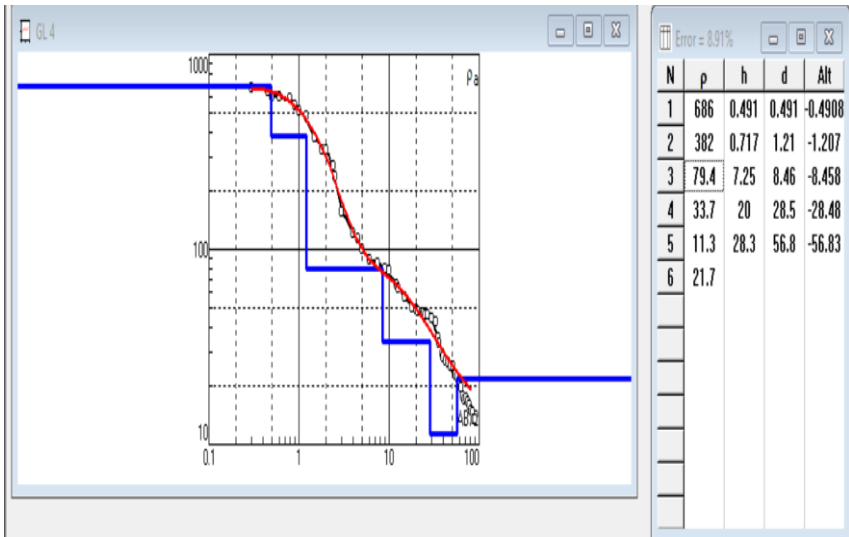 GL 4
1000
100
10
0.1
1
10
100
ρa
AB/2
Error = 8.91%
N ρ h d Alt
1 686 0.491 0.491 -0.4908
2 382 0.717 1.21 -1.207
3 79.4 7.25 8.46 -8.458
4 33.7 20 28.5 -28.48
5 11.3 28.3 56.8 -56.83
6 21.7